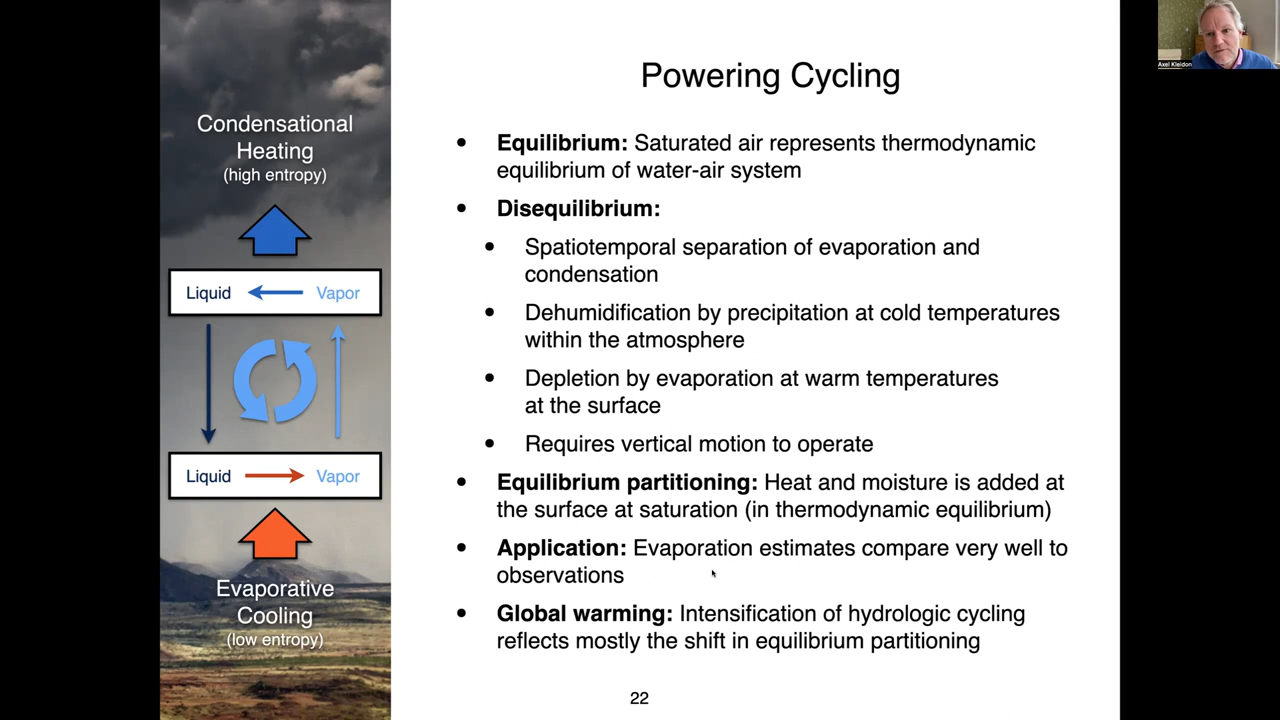 Powering Cycling
Condensational
Heating
(high entropy)
Liquid
Vapor
Liquid
Vapor
Evaporative
Cooling
(low entropy)
• Equilibrium: Saturated air represents thermodynamic
equilibrium of water-air system
• Disequilibrium:
• Spatiotemporal separation of evaporation and
condensation
• Dehumidification by precipitation at cold temperatures
within the atmosphere
• Depletion by evaporation at warm temperatures
at the surface
• Requires vertical motion to operate
• Equilibrium partitioning: Heat and moisture is added at
the surface at saturation (in thermodynamic equilibrium)
• Application: Evaporation estimates compare very well to
observations
• Global warming: Intensification of hydrologic cycling
reflects mostly the shift in equilibrium partitioning
22
Axel Kleidon